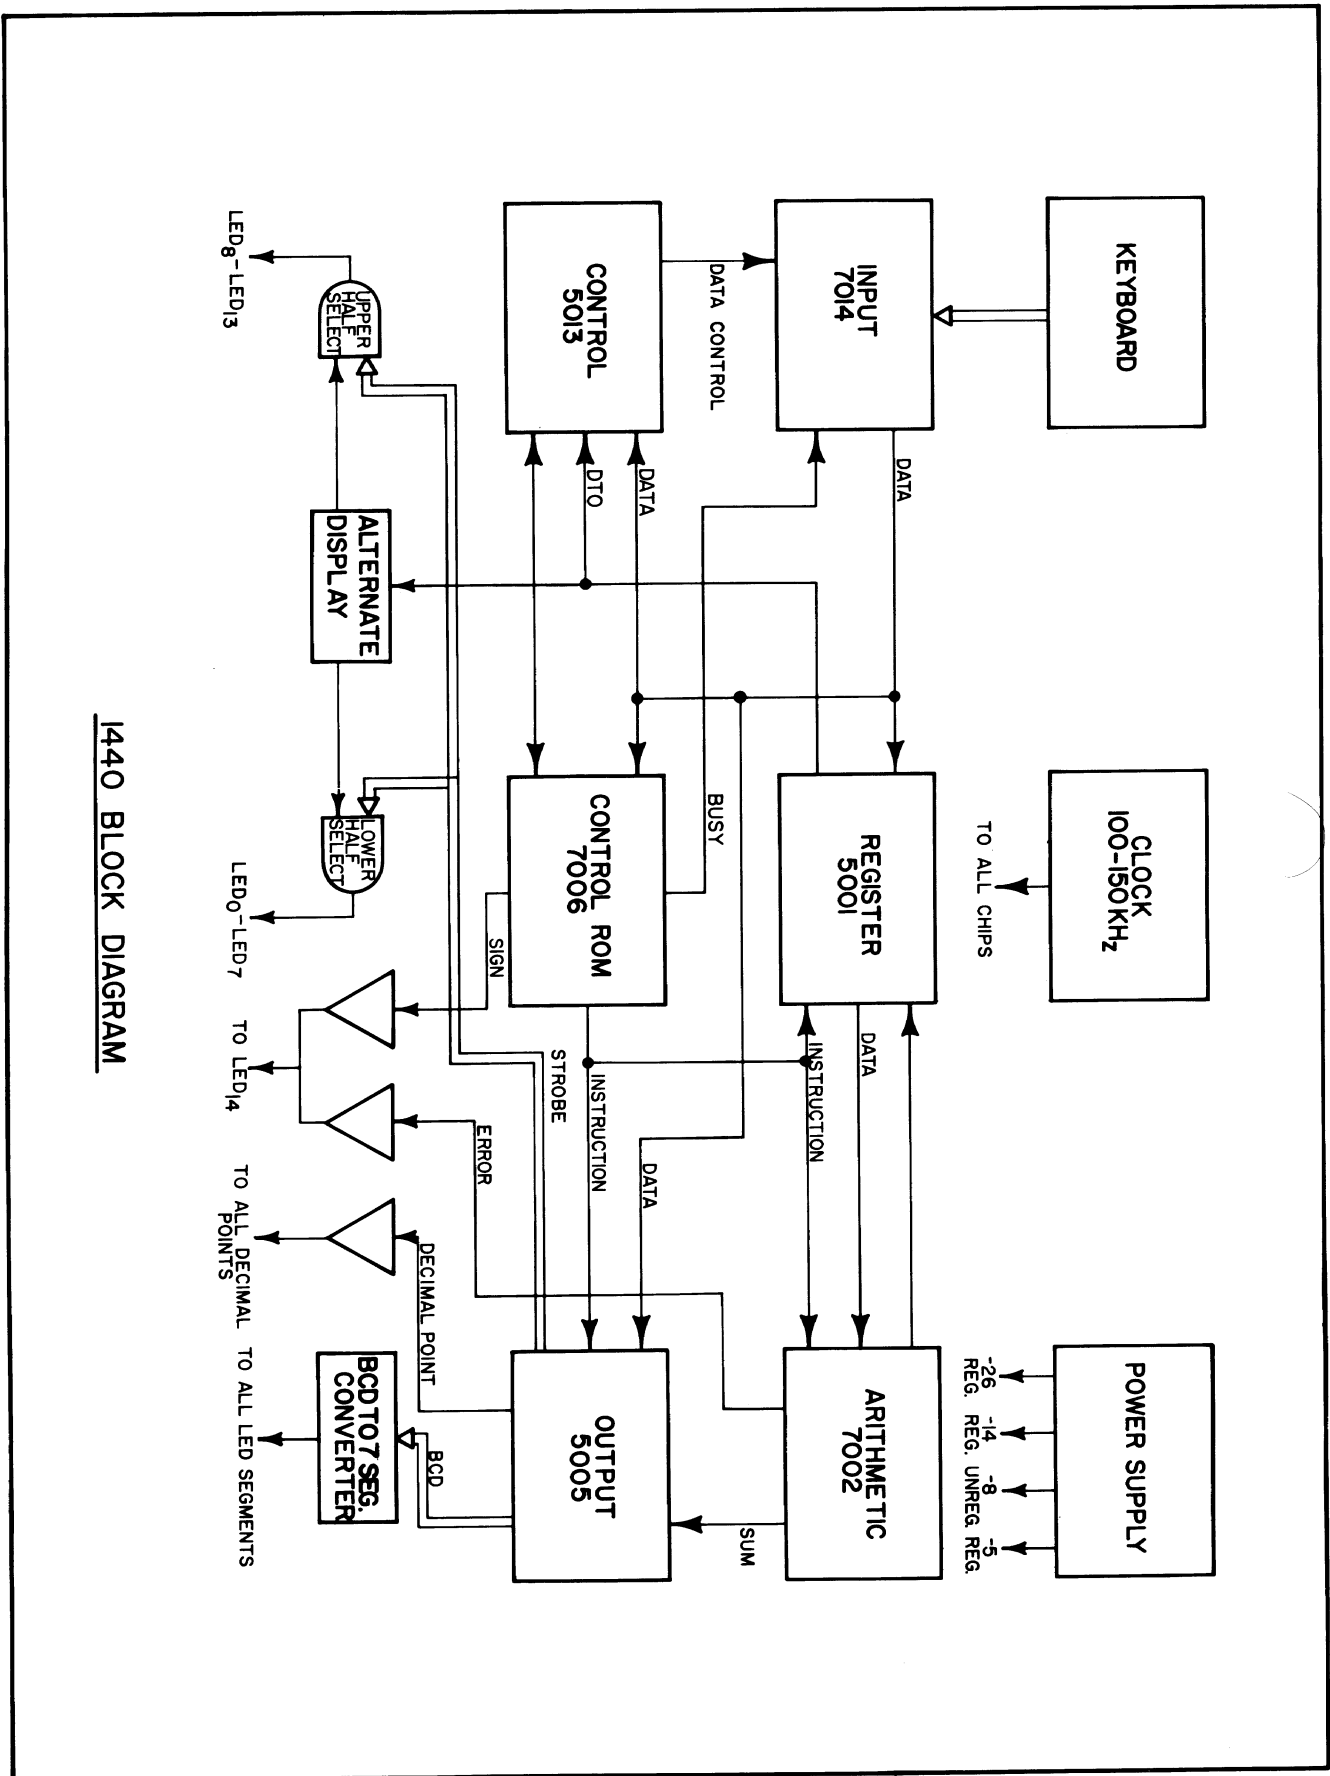 KEYBOARD
CLOCK
100-150KHz
POWER SUPPLY
TO ALL CHIPS
-26
REG.
-14
REG.
-8
UNREG.
-5
REG.
INPUT
7014
DATA
REGISTER
5001
DATA
INSTRUCTION
ARITHMETIC
7002
DATA CONTROL
BUSY
SUM
CONTROL
5013
DATA
DTO
CONTROL ROM
7006
DATA
INSTRUCTION
STROBE
OUTPUT
5005
SIGN
ERROR
DECIMAL POINT
BCD
UPPER
HALF
SELECT
ALTERNATE
DISPLAY
LOWER
HALF
SELECT
BCD TO 7 SEG.
CONVERTER
LED8-LED13
LED0-LED7
TO LED14
TO ALL DECIMAL
POINTS
TO ALL LED SEGMENTS
1440 BLOCK DIAGRAM